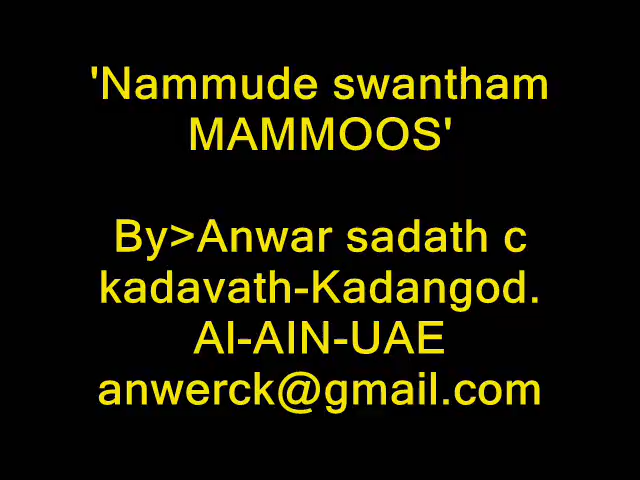 'Nammude swantham
MAMMOOS'
By>Anwar sadath c
kadavath-Kadangod.
Al-AIN-UAE
anwerck@gmail.com